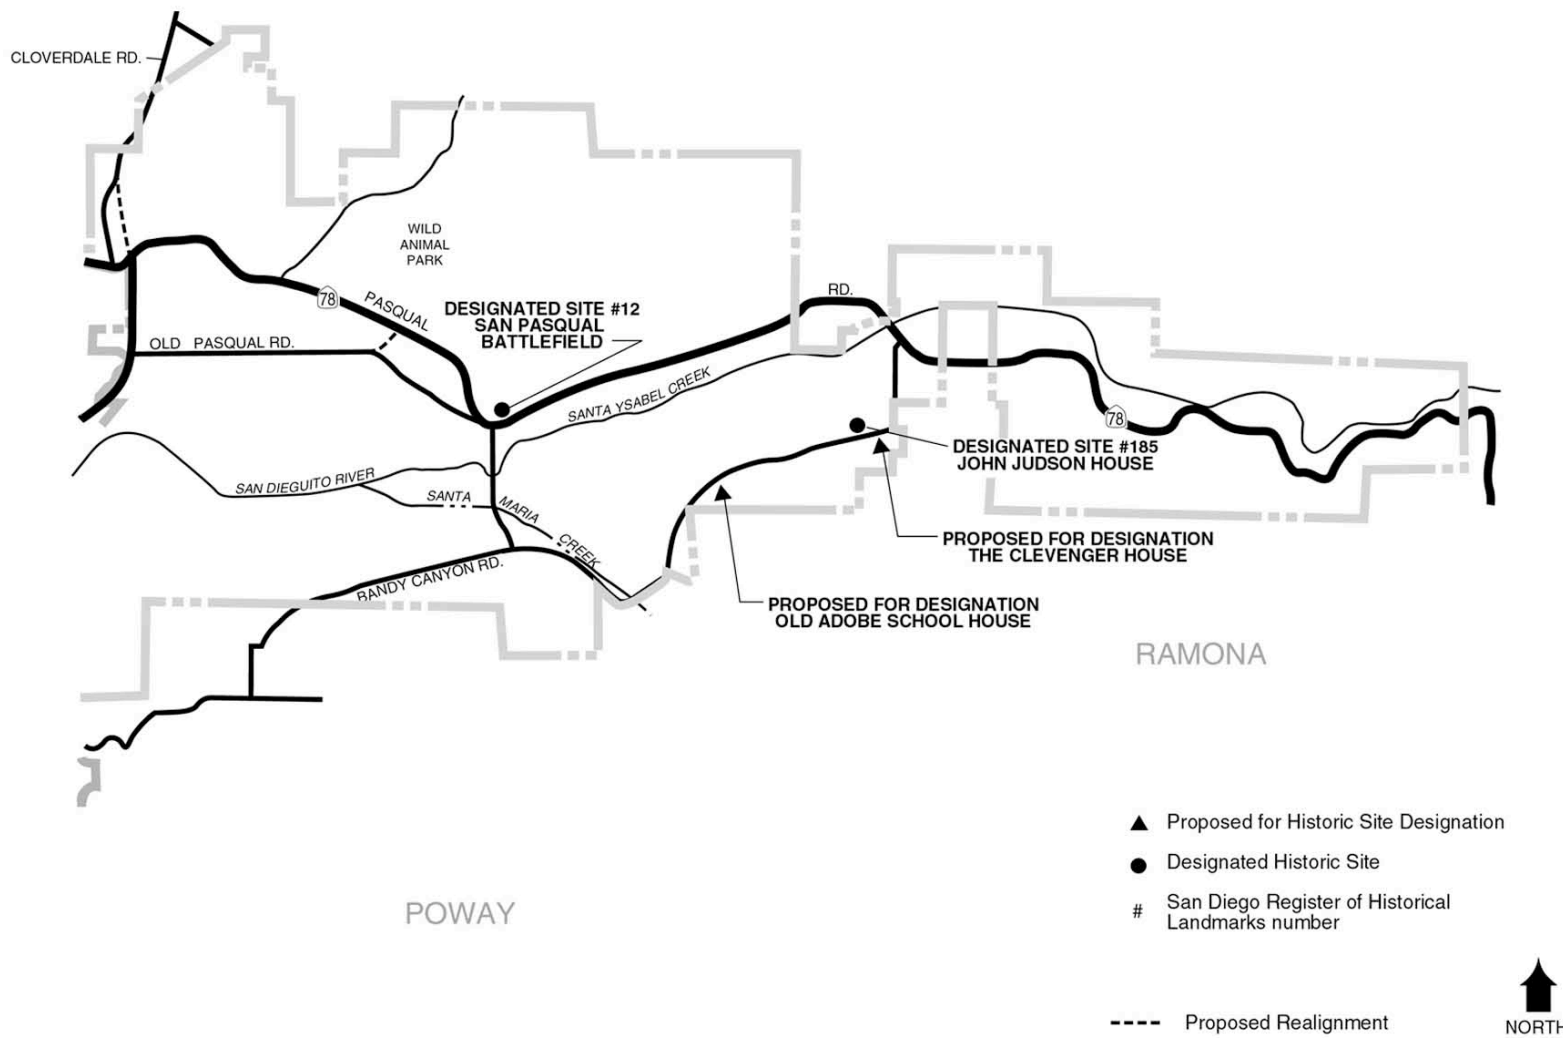 CLOVERDALE RD.
WILD
ANIMAL
PARK
78
PASQUAL
RD.
DESIGNATED SITE #12
SAN PASQUAL
BATTLEFIELD
OLD PASQUAL RD.
SANTA YSABEL CREEK
78
DESIGNATED SITE #185
JOHN JUDSON HOUSE
SAN DIEGUITO RIVER
SANTA MARIA CREEK
PROPOSED FOR DESIGNATION
THE CLEVENGER HOUSE
BANDY CANYON RD.
PROPOSED FOR DESIGNATION
OLD ADOBE SCHOOL HOUSE
RAMONA
POWAY
Proposed for Historic Site Designation
Designated Historic Site
# San Diego Register of Historical
Landmarks number
Proposed Realignment
NORTH